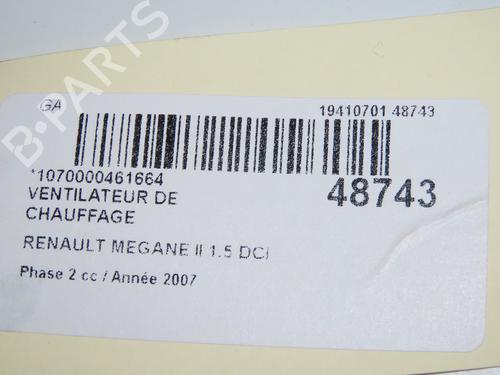 B-PARTS
GA
19410701 48743
*1070000461664
48743
VENTILATEUR DE
CHAUFFAGE
RENAULT MEGANE II 1.5 DCI
Phase 2 cc / Année 2007